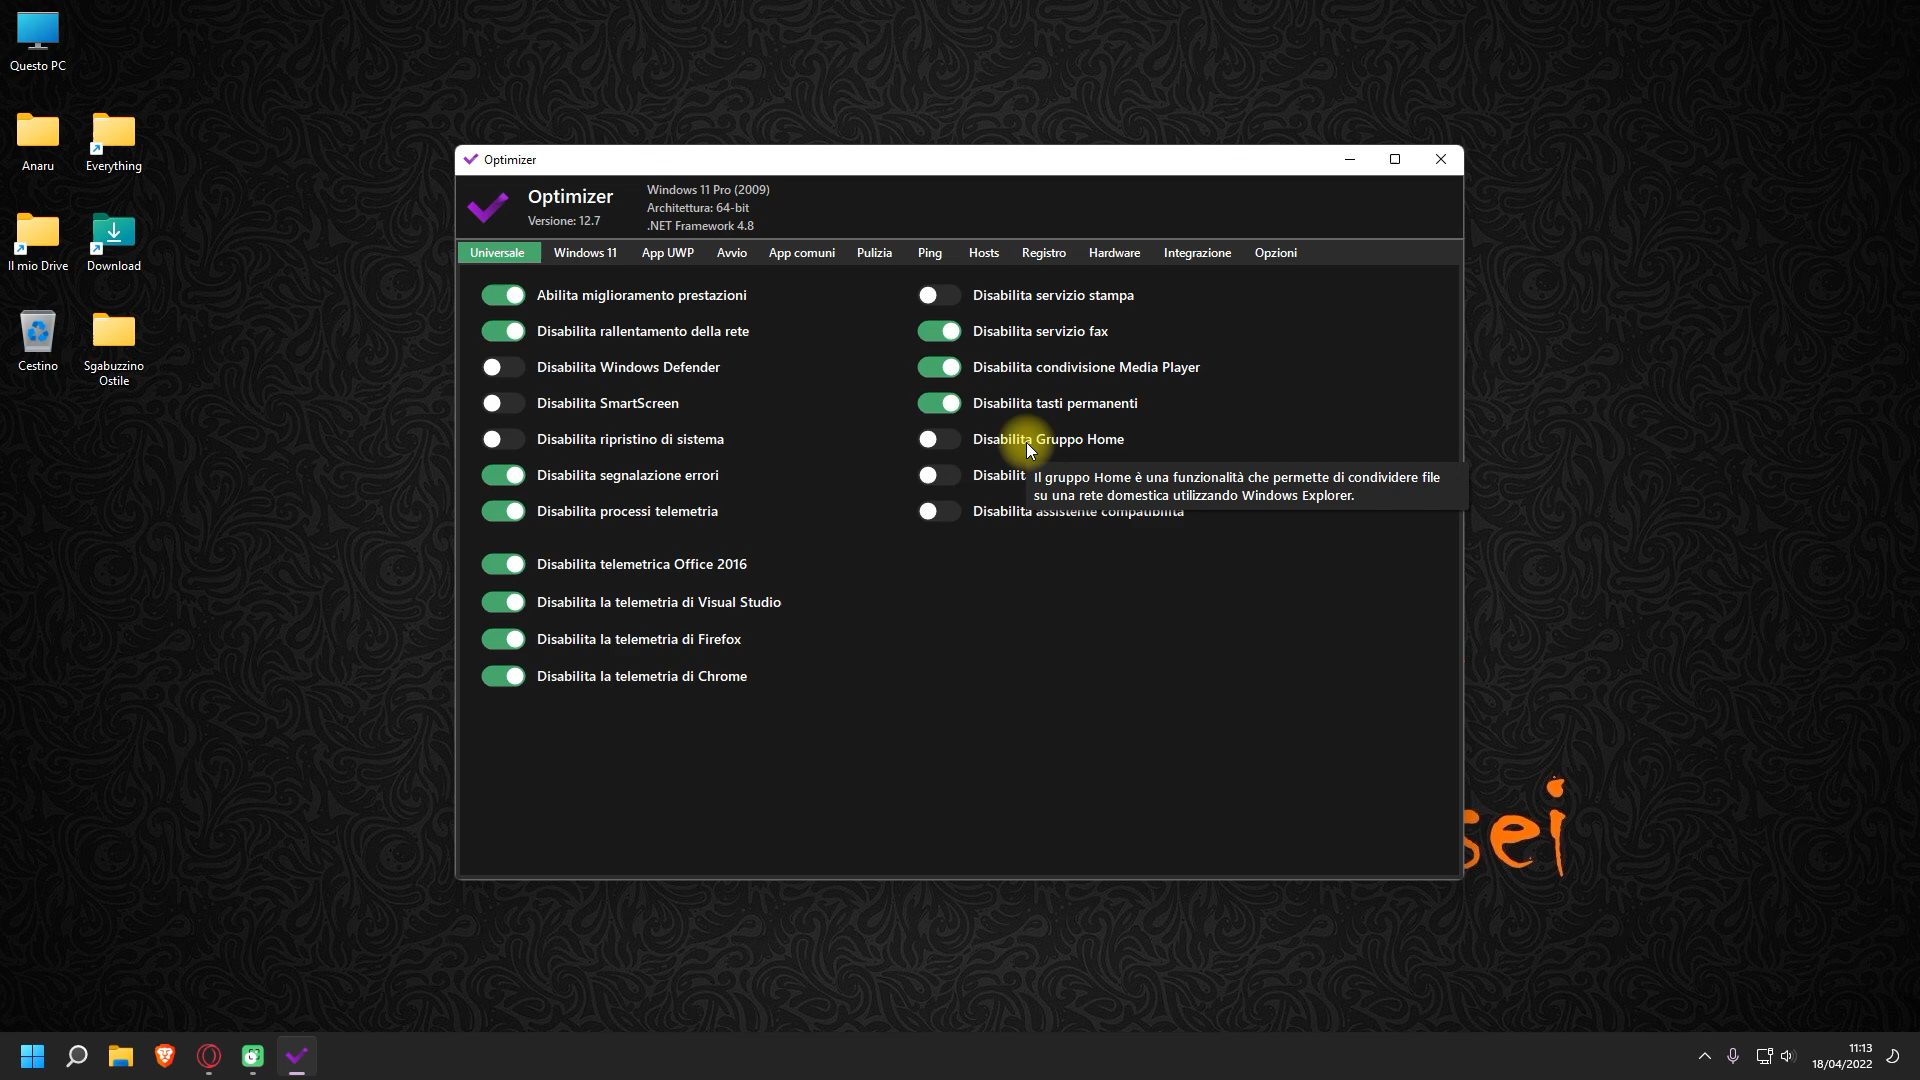 Questo PC
Anaru
Everything
Il mio Drive
Download
Cestino
Sgabuzzino
Ostile
Optimizer
Optimizer
Versione: 12.7
Windows 11 Pro (2009)
Architettura: 64-bit
.NET Framework 4.8
Universale
Windows 11
App UWP
Avvio
App comuni
Pulizia
Ping
Hosts
Registro
Hardware
Integrazione
Opzioni
Abilita miglioramento prestazioni
Disabilita rallentamento della rete
Disabilita Windows Defender
Disabilita SmartScreen
Disabilita ripristino di sistema
Disabilita segnalazione errori
Disabilita processi telemetria
Disabilita telemetrica Office 2016
Disabilita la telemetria di Visual Studio
Disabilita la telemetria di Firefox
Disabilita la telemetria di Chrome
Disabilita servizio stampa
Disabilita servizio fax
Disabilita condivisione Media Player
Disabilita tasti permanenti
Disabilita Gruppo Home
Disabilit
Il gruppo Home è una funzionalità che permette di condividere file
su una rete domestica utilizzando Windows Explorer.
Disabilita assistente compatibilità
sei
11:13
18/04/2022